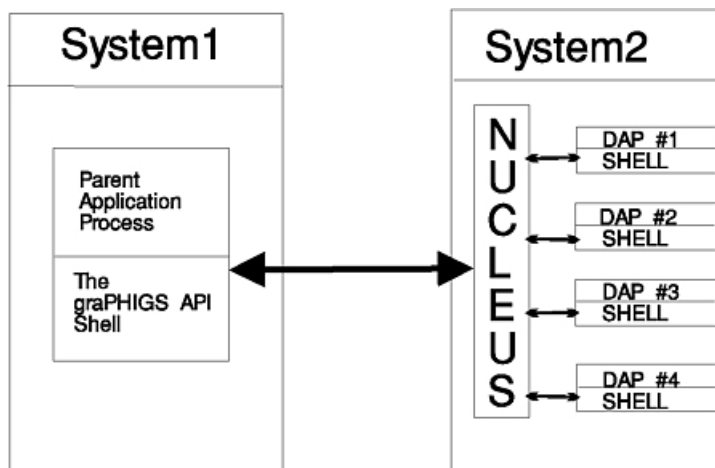 System1
Parent
Application
Process
The
graPHIGS API
Shell
System2
NUCLEUS
DAP #1
SHELL
DAP #2
SHELL
DAP #3
SHELL
DAP #4
SHELL